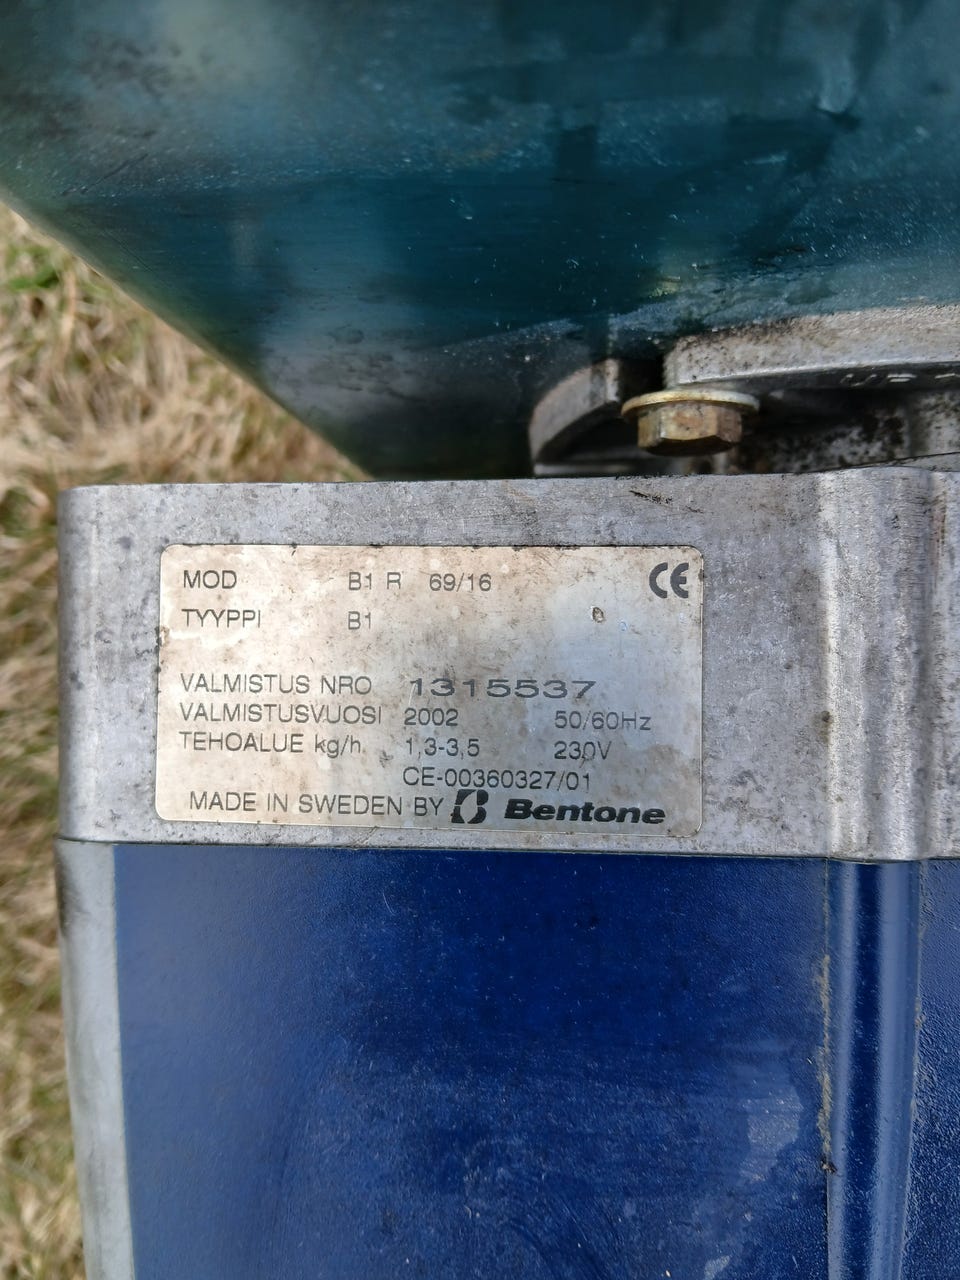 MOD B1 R 69/16 CE
TYYPPI B1
VALMISTUS NRO 1315537
VALMISTUSVUOSI 2002 50/60Hz
TEHOALUE kg/h 1,3-3,5 230V
CE-00360327/01
MADE IN SWEDEN BY Bentone